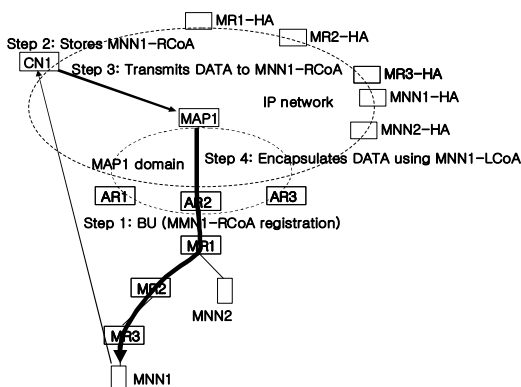 MR1-HA
MR2-HA
Step 2: Stores MNN1-RCoA
CN1
Step 3: Transmits DATA to MNN1-RCoA
MR3-HA
IP network
MNN1-HA
MAP1
MNN2-HA
MAP1 domain
Step 4: Encapsulates DATA using MNN1-LCoA
AR1
AR2
AR3
Step 1: BU (MMN1-RCoA registration)
MR1
MR2
MNN2
MR3
MNN1